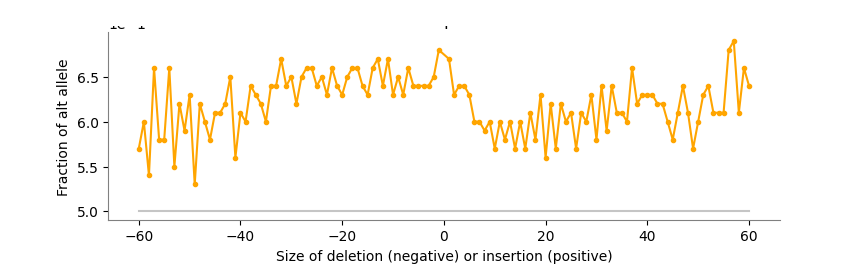 Fraction of alt allele
6.5
6.0
5.5
5.0
−60 −40 −20 0 20 40 60
Size of deletion (negative) or insertion (positive)